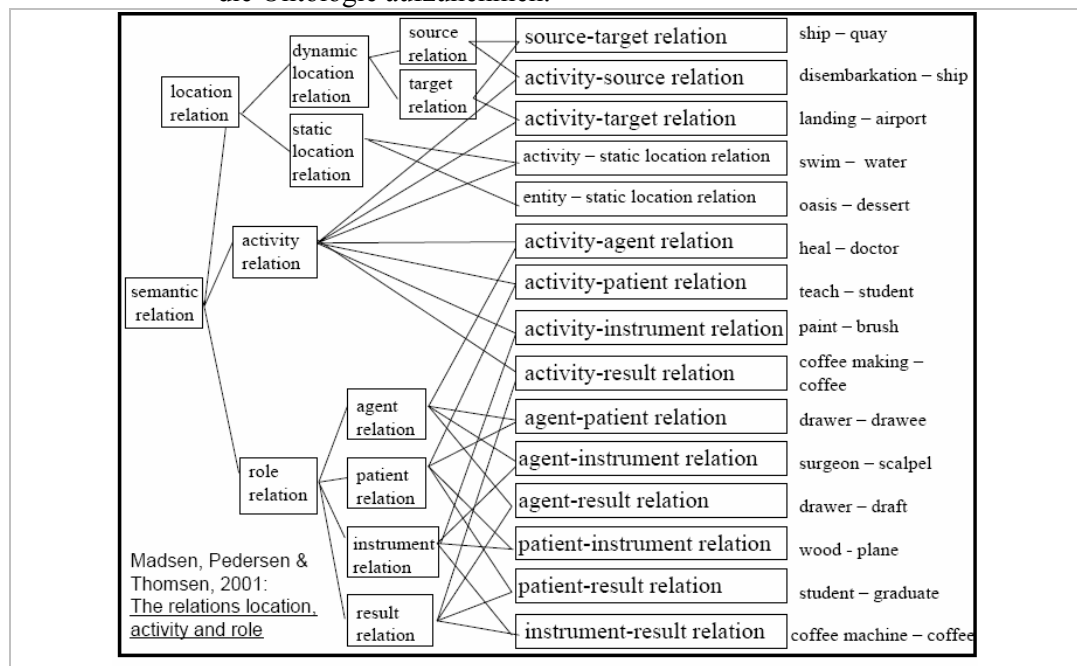 die Ontologie aufzunehmen.
source
relation
source-target relation
ship – quay
dynamic
location
relation
activity-source relation
disembarkation – ship
location
relation
target
relation
activity-target relation
landing – airport
static
location
relation
activity – static location relation
swim – water
entity – static location relation
oasis – dessert
activity
relation
activity-agent relation
heal – doctor
semantic
relation
activity-patient relation
teach – student
activity-instrument relation
paint – brush
activity-result relation
coffee making –
coffee
agent
relation
agent-patient relation
drawer – drawee
role
relation
patient
relation
agent-instrument relation
surgeon – scalpel
agent-result relation
drawer – draft
instrument
relation
patient-instrument relation
wood - plane
patient-result relation
student – graduate
result
relation
instrument-result relation
coffee machine – coffee
Madsen, Pedersen &
Thomsen, 2001:
The relations location,
activity and role